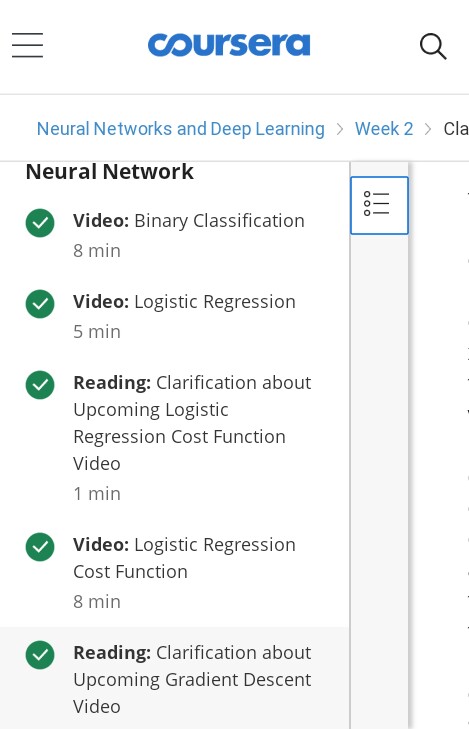 coursera
Neural Networks and Deep Learning > Week 2 > Cla
Neural Network
Video: Binary Classification
8 min
Video: Logistic Regression
5 min
Reading: Clarification about
Upcoming Logistic
Regression Cost Function
Video
1 min
Video: Logistic Regression
Cost Function
8 min
Reading: Clarification about
Upcoming Gradient Descent
Video